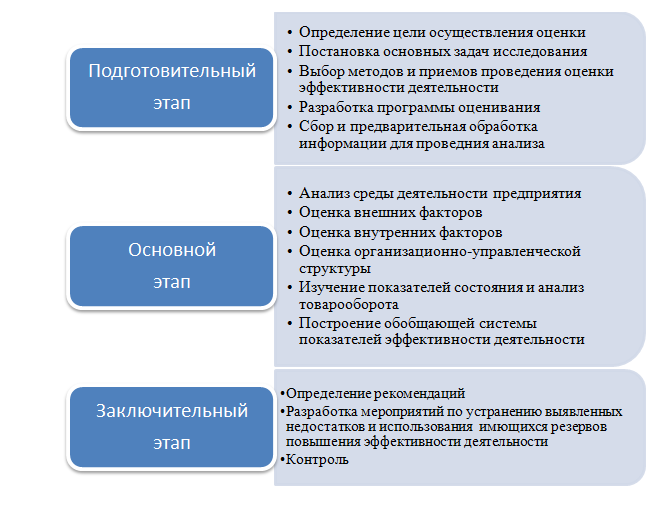 Подготовительный
этап
• Определение цели осуществления оценки
• Постановка основных задач исследования
• Выбор методов и приемов проведения оценки
эффективности деятельности
• Разработка программы оценивания
• Сбор и предварительная обработка
информации для проведния анализа
Основной
этап
• Анализ среды деятельности предприятия
• Оценка внешних факторов
• Оценка внутренних факторов
• Оценка организационно-управленческой
структуры
• Изучение показателей состояния и анализ
товарооборота
• Построение обобщающей системы
показателей эффективности деятельности
Заключительный
этап
•Определение рекомендаций
•Разработка мероприятий по устранению выявленных
недостатков и использования имющихся резервов
повышения эффективности деятельности
•Контроль